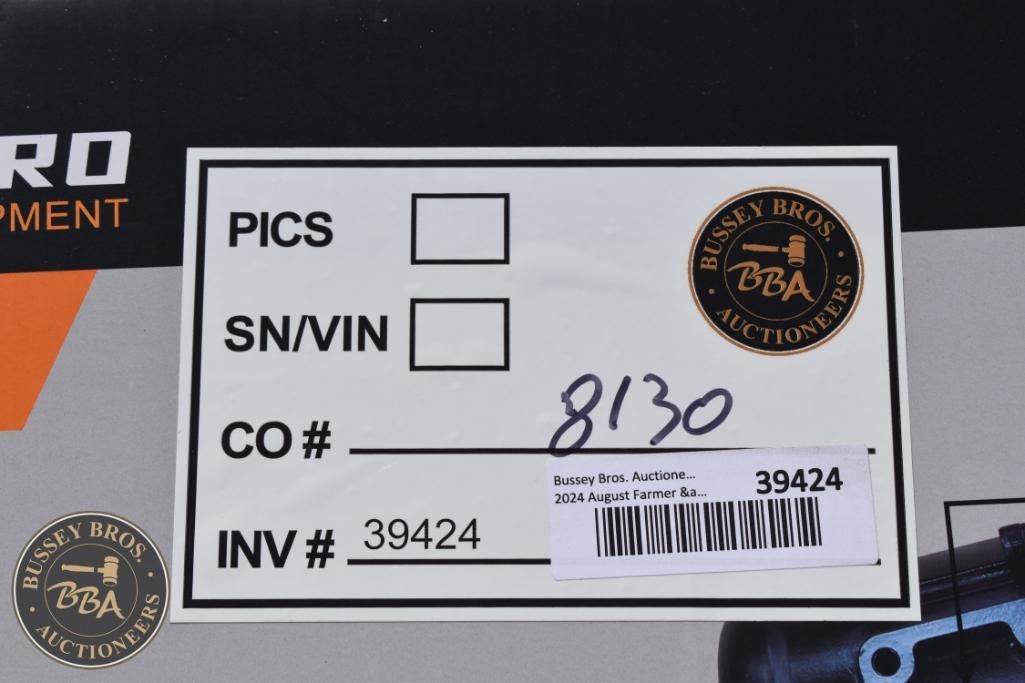 RO
PMENT
PICS
SN/VIN
CO # 8130
INV # 39424
BUSSEY BROS.
BBA
AUCTIONEERS
Bussey Bros. Auctione...
39424
2024 August Farmer &a...
BUSSEY BROS.
BBA
AUCTIONEERS